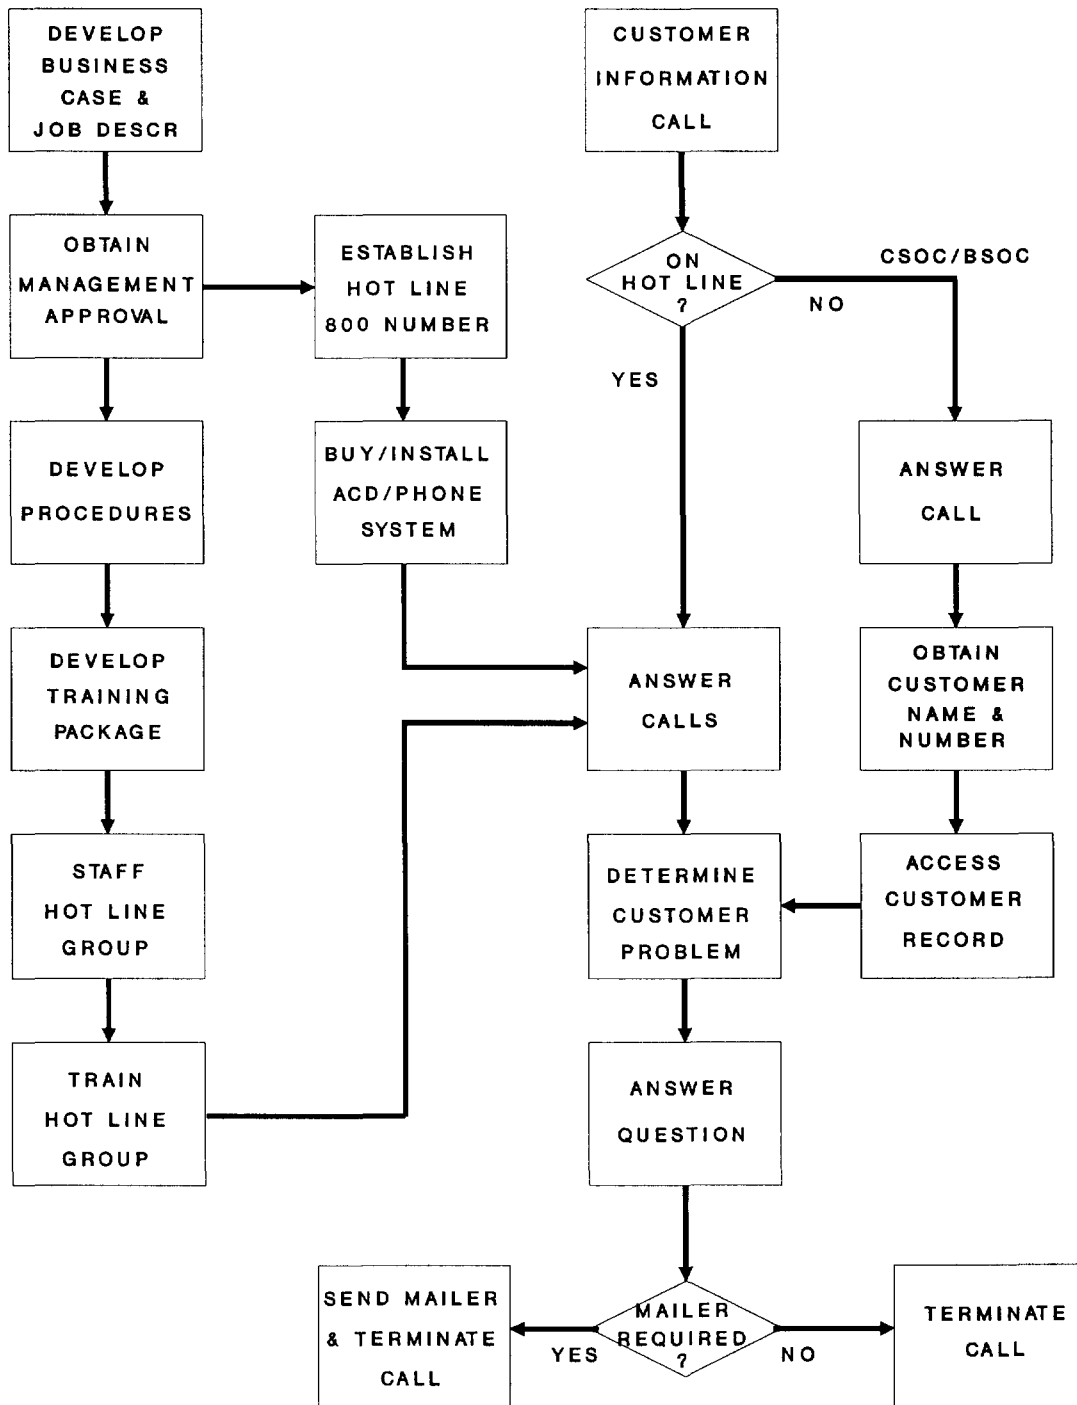 DEVELOP
BUSINESS
CASE &
JOB DESCR
CUSTOMER
INFORMATION
CALL
OBTAIN
MANAGEMENT
APPROVAL
ESTABLISH
HOT LINE
800 NUMBER
ON
HOT LINE
?
CSOC/BSOC
NO
YES
DEVELOP
PROCEDURES
BUY/INSTALL
ACD/PHONE
SYSTEM
ANSWER
CALL
DEVELOP
TRAINING
PACKAGE
ANSWER
CALLS
OBTAIN
CUSTOMER
NAME &
NUMBER
STAFF
HOT LINE
GROUP
DETERMINE
CUSTOMER
PROBLEM
ACCESS
CUSTOMER
RECORD
TRAIN
HOT LINE
GROUP
ANSWER
QUESTION
SEND MAILER
& TERMINATE
CALL
YES
MAILER
REQUIRED
?
NO
TERMINATE
CALL